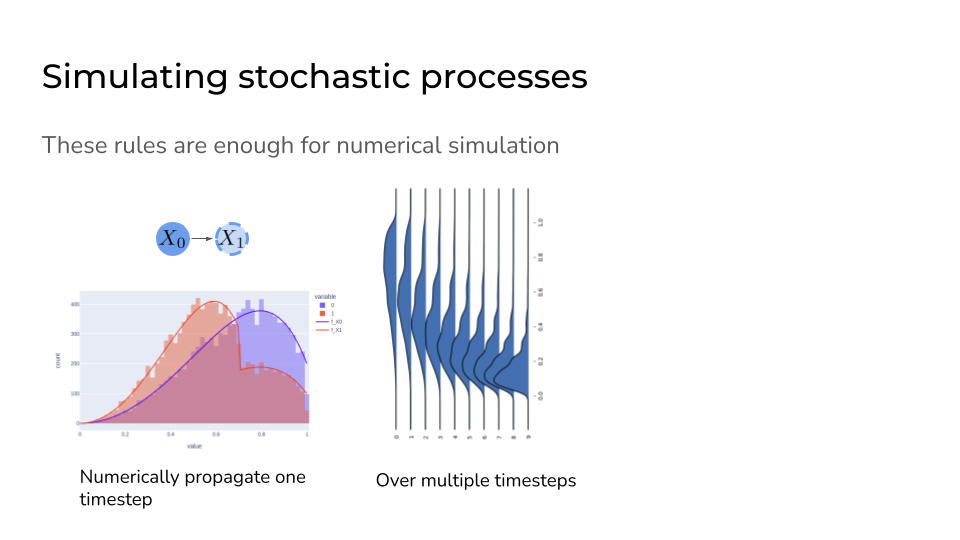 Simulating stochastic processes
These rules are enough for numerical simulation
X0 → X1
variable
0
1
f_X0
f_X1
400
300
200
100
0
count
0 0.2 0.4 0.6 0.8 1
value
1.0
0.8
0.6
0.4
0.2
0.0
0 1 2 3 4 5 6 7 8 9
Numerically propagate one
timestep
Over multiple timesteps